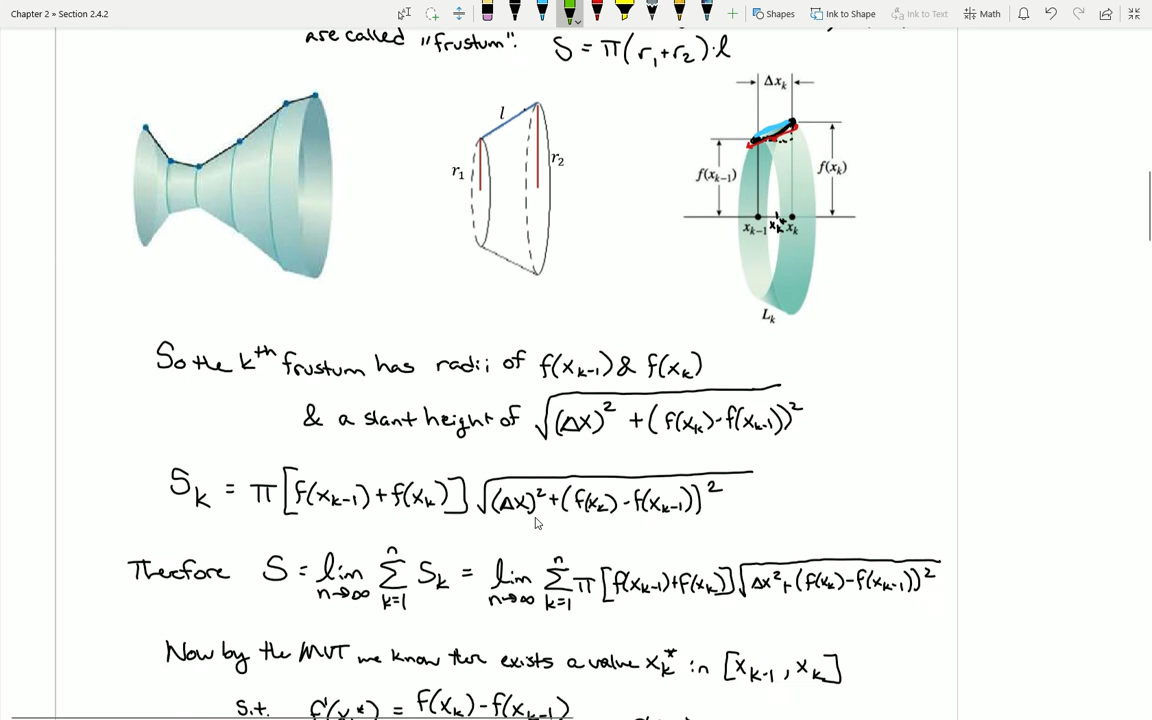 Chapter 2 » Section 2.4.2
Shapes
Ink to Shape
Ink to Text
Math
are called "frustum". S = π(r₁+r₂)·l
Δxₖ
l
r₁
r₂
f(xₖ₋₁)
f(xₖ)
xₖ₋₁ xₖ* xₖ
Lₖ
So the kᵗʰ frustum has radii of f(xₖ₋₁) & f(xₖ)
& a slant height of √((Δx)² + (f(xₖ)-f(xₖ₋₁))²
Sₖ = π[f(xₖ₋₁)+f(xₖ)] √((Δx)²+(f(xₖ)-f(xₖ₋₁))²
Therfore S = lim n→∞ Σ k=1 n Sₖ = lim n→∞ Σ k=1 n π[f(xₖ₋₁)+f(xₖ)]√(Δx²+(f(xₖ)-f(xₖ₋₁))²
Now by the MVT we know ther exists a value xₖ* in [xₖ₋₁, xₖ]
s.t. f'(xₖ*) = f(xₖ)-f(xₖ₋₁)